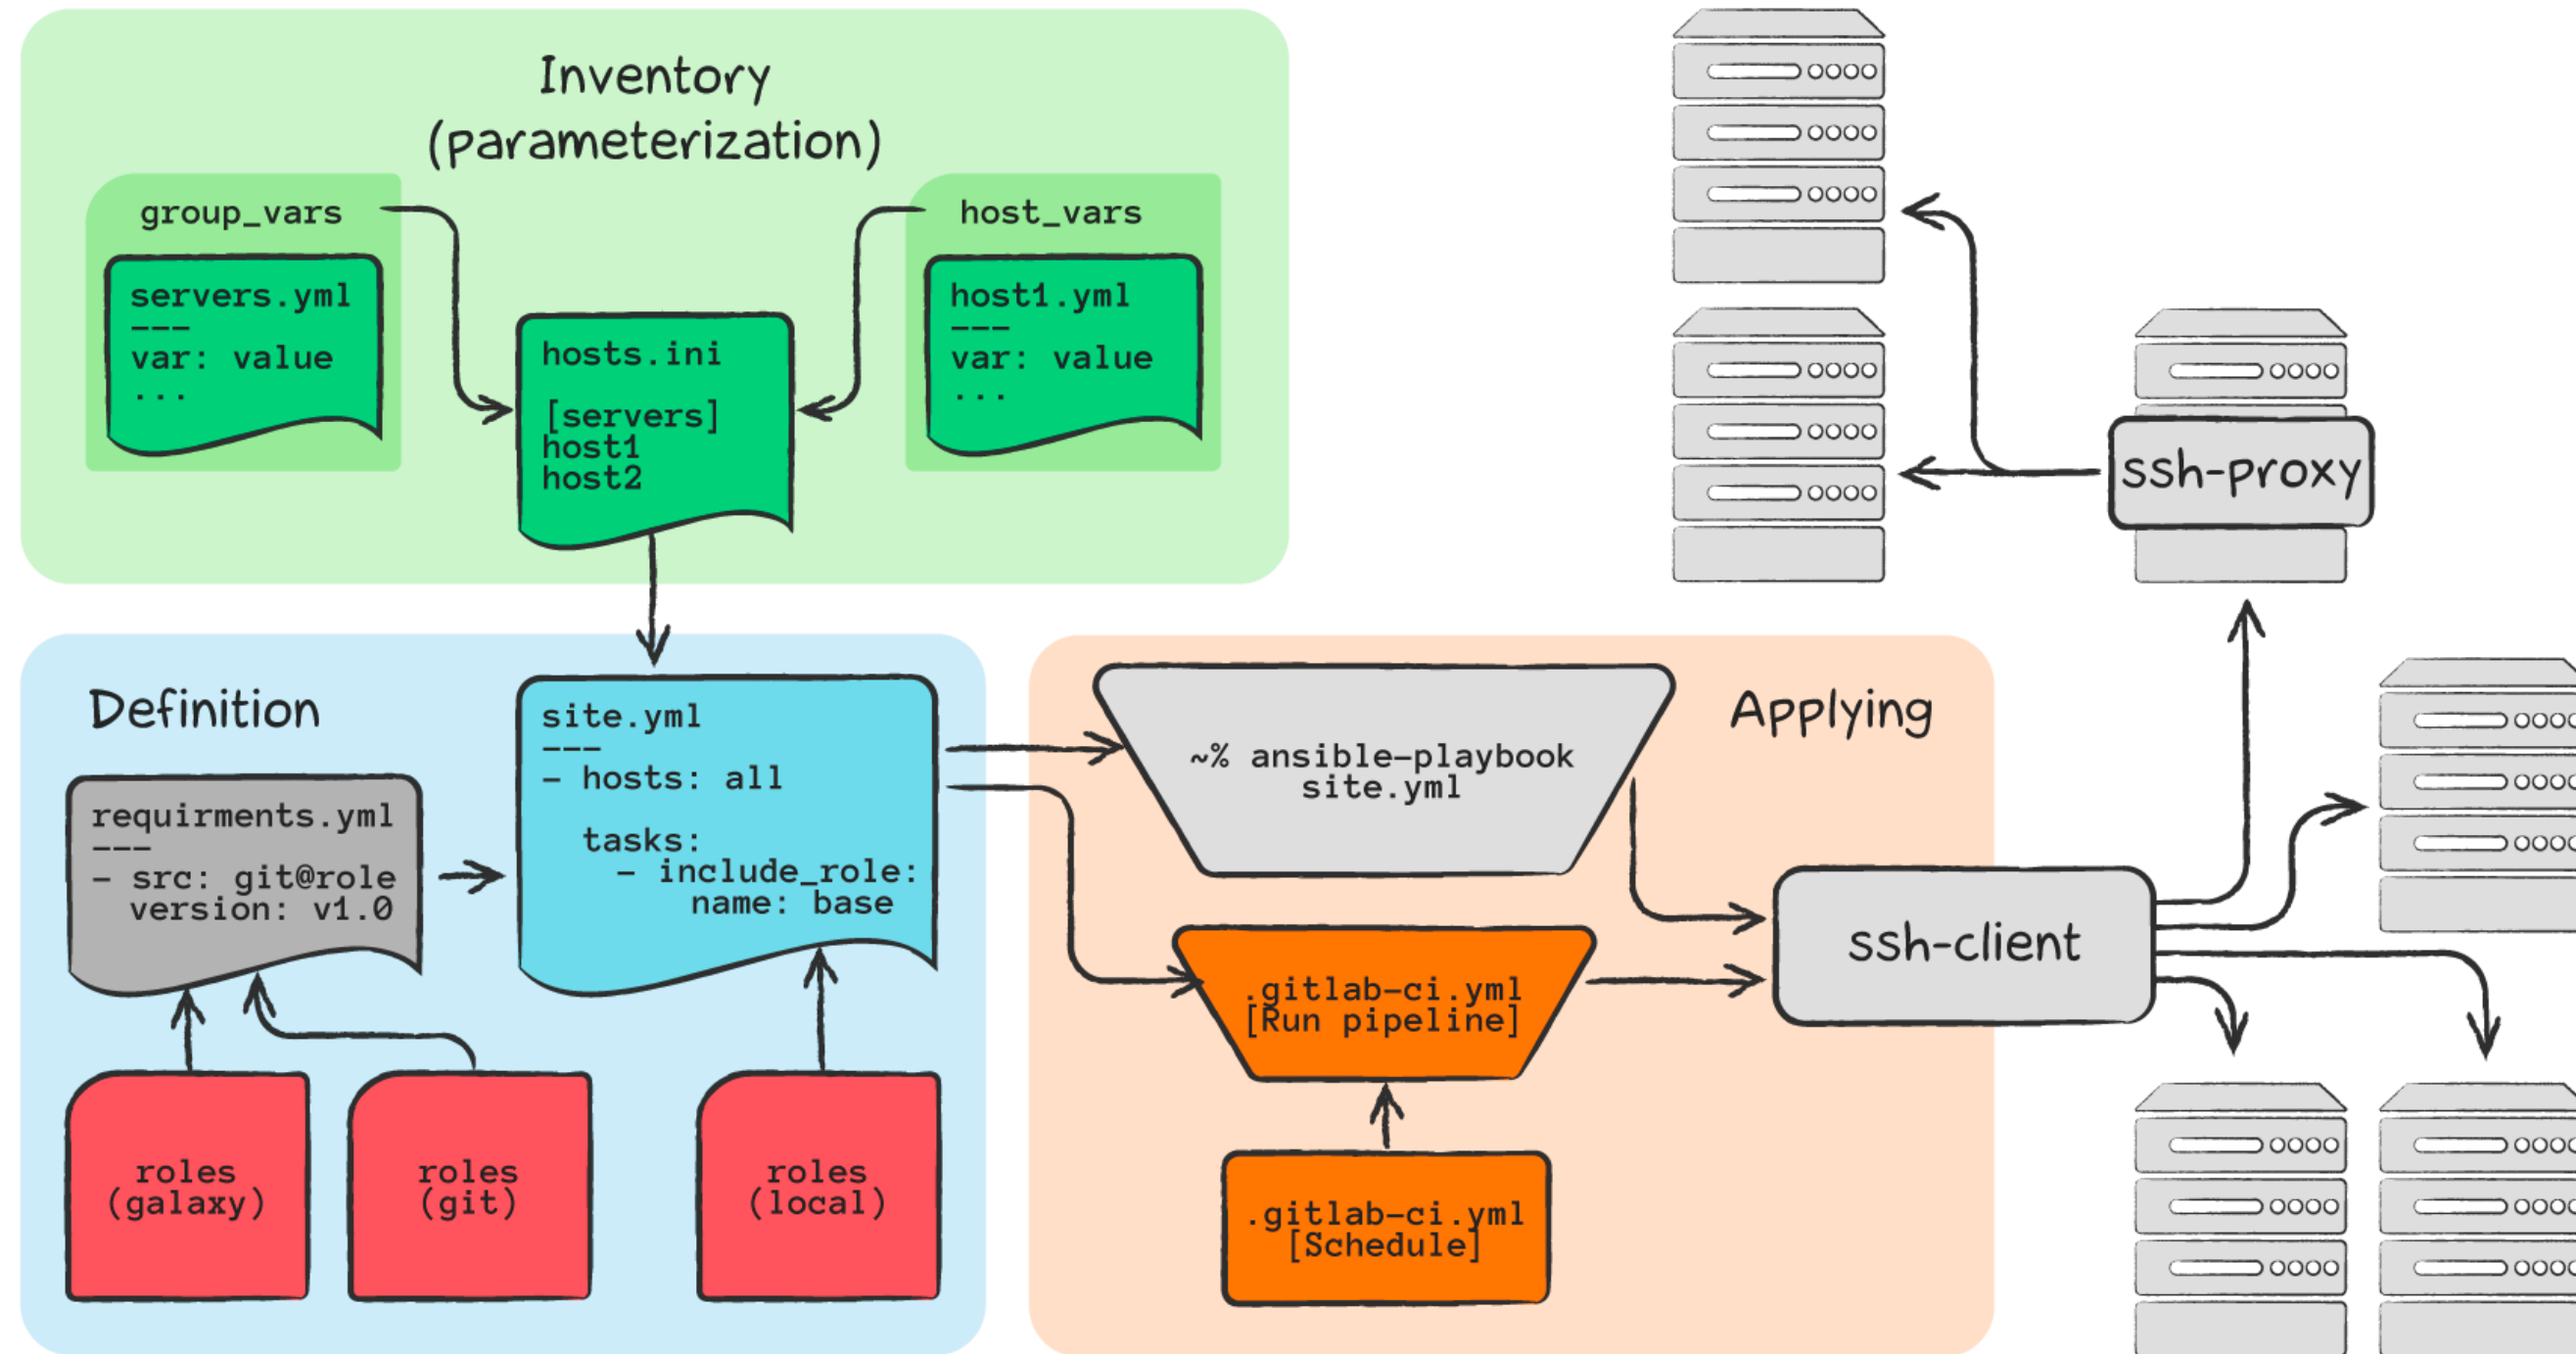 Inventory
(parameterization)
group_vars
servers.yml
---
var: value
...
hosts.ini
[servers]
host1
host2
host_vars
host1.yml
---
var: value
...
ssh-proxy
Definition
requirments.yml
---
- src: git@role
version: v1.0
site.yml
---
- hosts: all
tasks:
- include_role:
name: base
roles
(galaxy)
roles
(git)
roles
(local)
Applying
~% ansible-playbook
site.yml
.gitlab-ci.yml
[Run pipeline]
.gitlab-ci.yml
[Schedule]
ssh-client